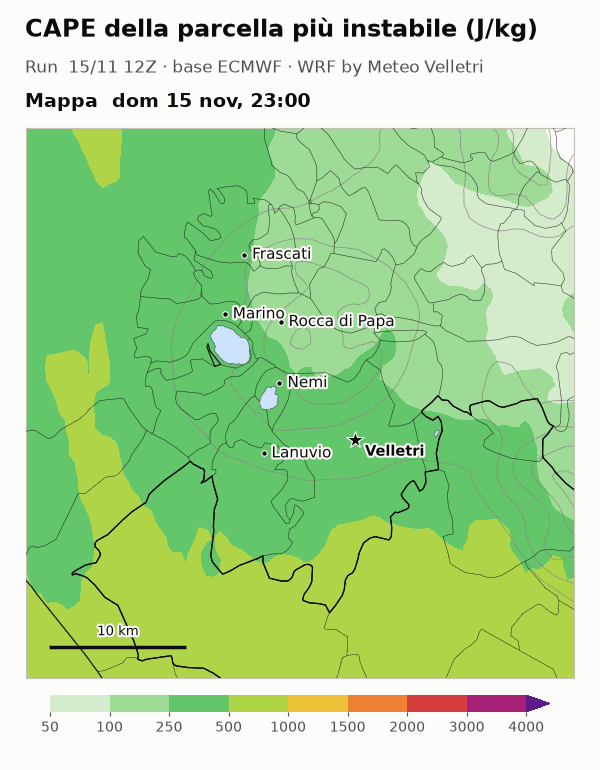 CAPE della parcella più instabile (J/kg)
Run  15/11 12Z · base ECMWF · WRF by Meteo Velletri
Mappa  dom 15 nov, 23:00
Frascati
Marino
Rocca di Papa
Nemi
Velletri
Lanuvio
10 km
50 100 250 500 1000 1500 2000 3000 4000